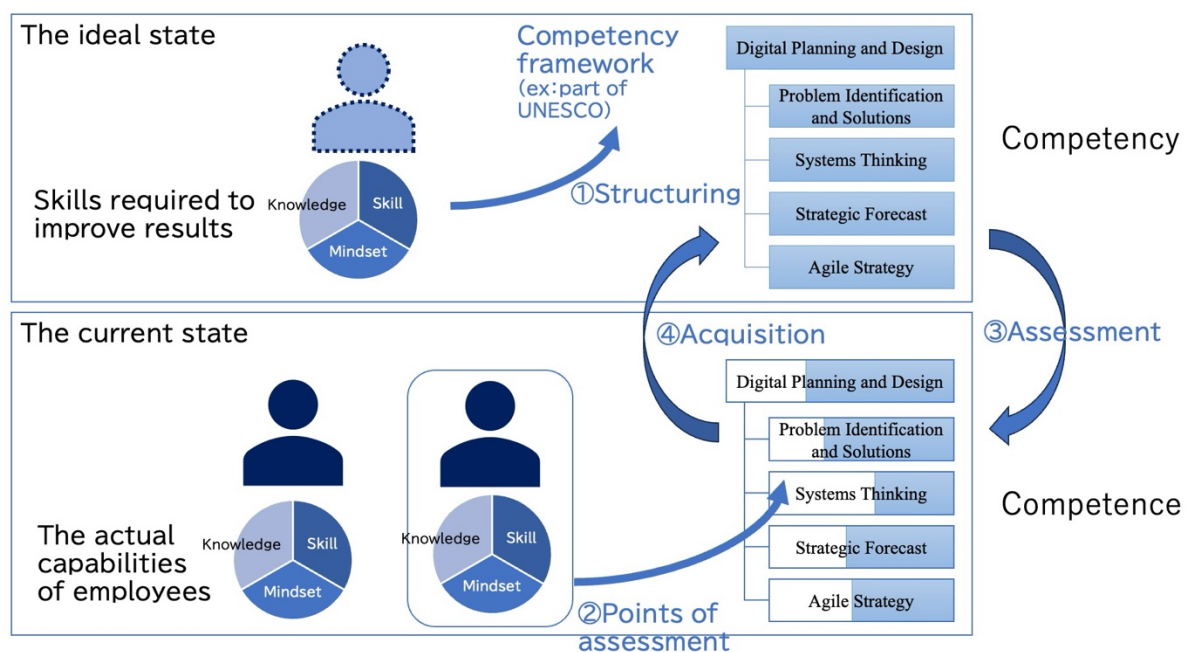 The ideal state
Competency
framework
(ex:part of
UNESCO)
Digital Planning and Design
Problem Identification
and Solutions
Systems Thinking
Strategic Forecast
Agile Strategy
Competency
Skills required to
improve results
Knowledge
Skill
Mindset
①Structuring
The current state
④Acquisition
③Assessment
Digital Planning and Design
Problem Identification
and Solutions
Systems Thinking
Strategic Forecast
Agile Strategy
Competence
The actual
capabilities
of employees
Knowledge
Skill
Mindset
Knowledge
Skill
Mindset
②Points of
assessment